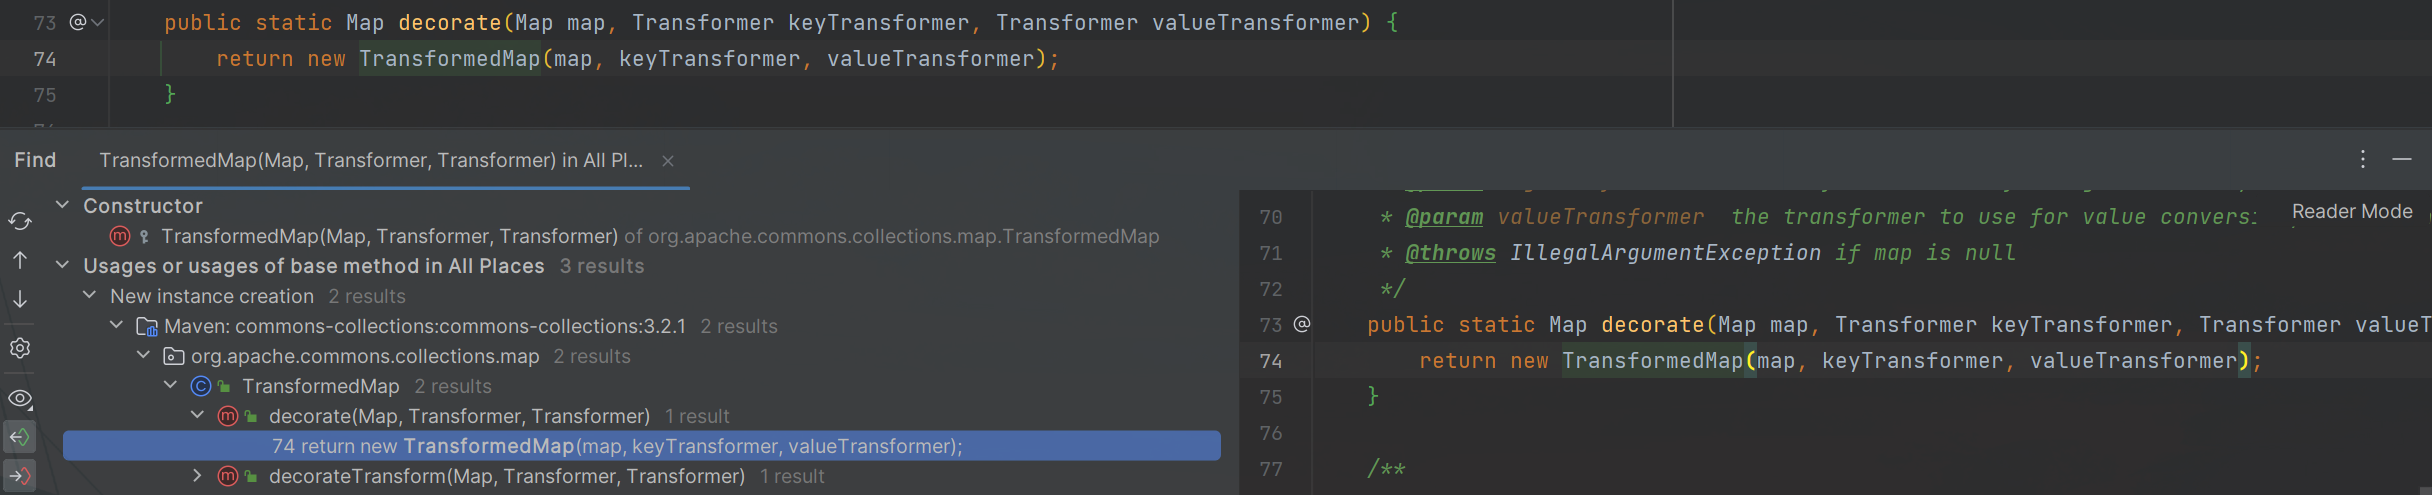 73 public static Map decorate(Map map, Transformer keyTransformer, Transformer valueTransformer) {
74 return new TransformedMap(map, keyTransformer, valueTransformer);
75 }
Find TransformedMap(Map, Transformer, Transformer) in All Pl...
Constructor
TransformedMap(Map, Transformer, Transformer) of org.apache.commons.collections.map.TransformedMap
Usages or usages of base method in All Places 3 results
New instance creation 2 results
Maven: commons-collections:commons-collections:3.2.1 2 results
org.apache.commons.collections.map 2 results
TransformedMap 2 results
decorate(Map, Transformer, Transformer) 1 result
74 return new TransformedMap(map, keyTransformer, valueTransformer);
decorateTransform(Map, Transformer, Transformer) 1 result
Reader Mode
70 * @param valueTransformer the transformer to use for value convers
71 * @throws IllegalArgumentException if map is null
72 */
73 public static Map decorate(Map map, Transformer keyTransformer, Transformer valueT
74 return new TransformedMap(map, keyTransformer, valueTransformer);
75 }
76
77 /**